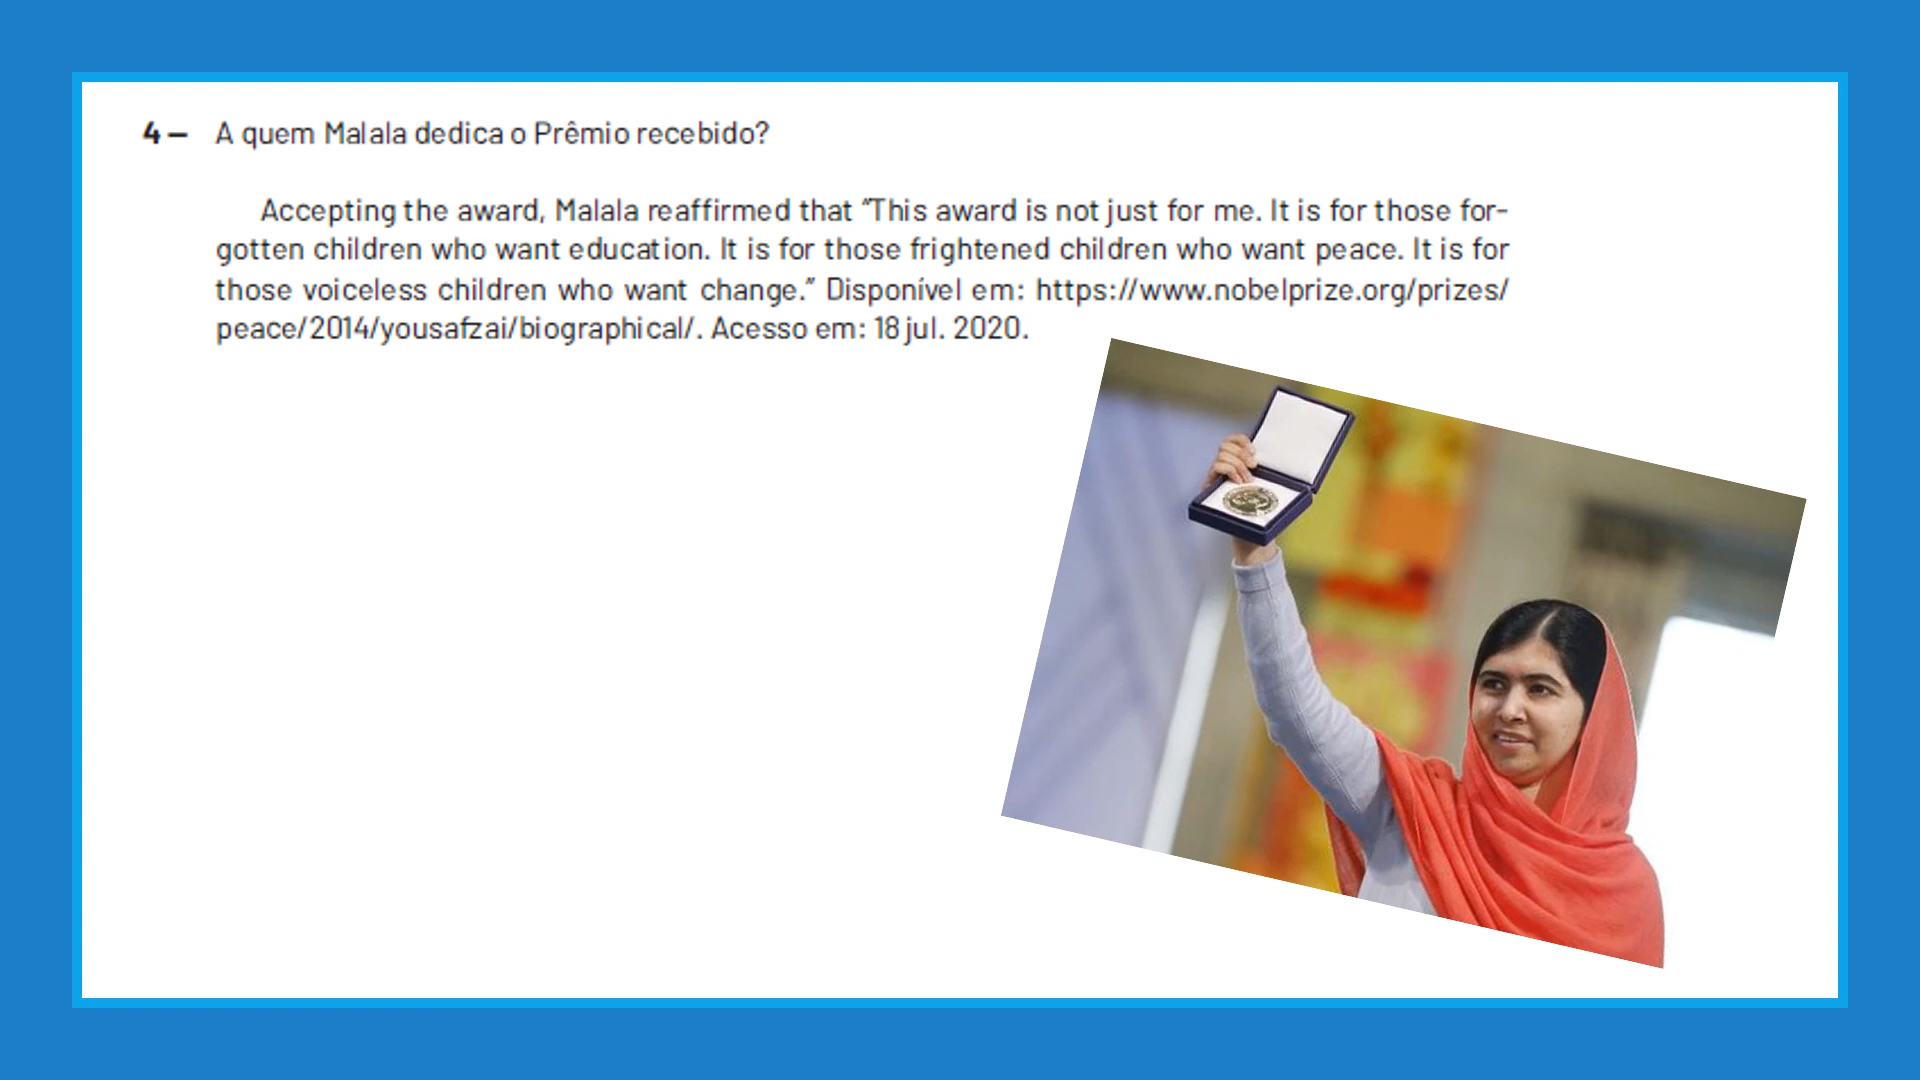 4 – A quem Malala dedica o Prêmio recebido?
Accepting the award, Malala reaffirmed that “This award is not just for me. It is for those for-
gotten children who want education. It is for those frightened children who want peace. It is for
those voiceless children who want change.” Disponível em: https://www.nobelprize.org/prizes/
peace/2014/yousafzai/biographical/. Acesso em: 18 jul. 2020.